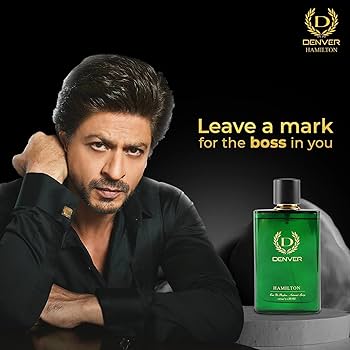 D
DENVER
HAMILTON
Leave a mark
for the boss in you
D
DENVER
HAMILTON